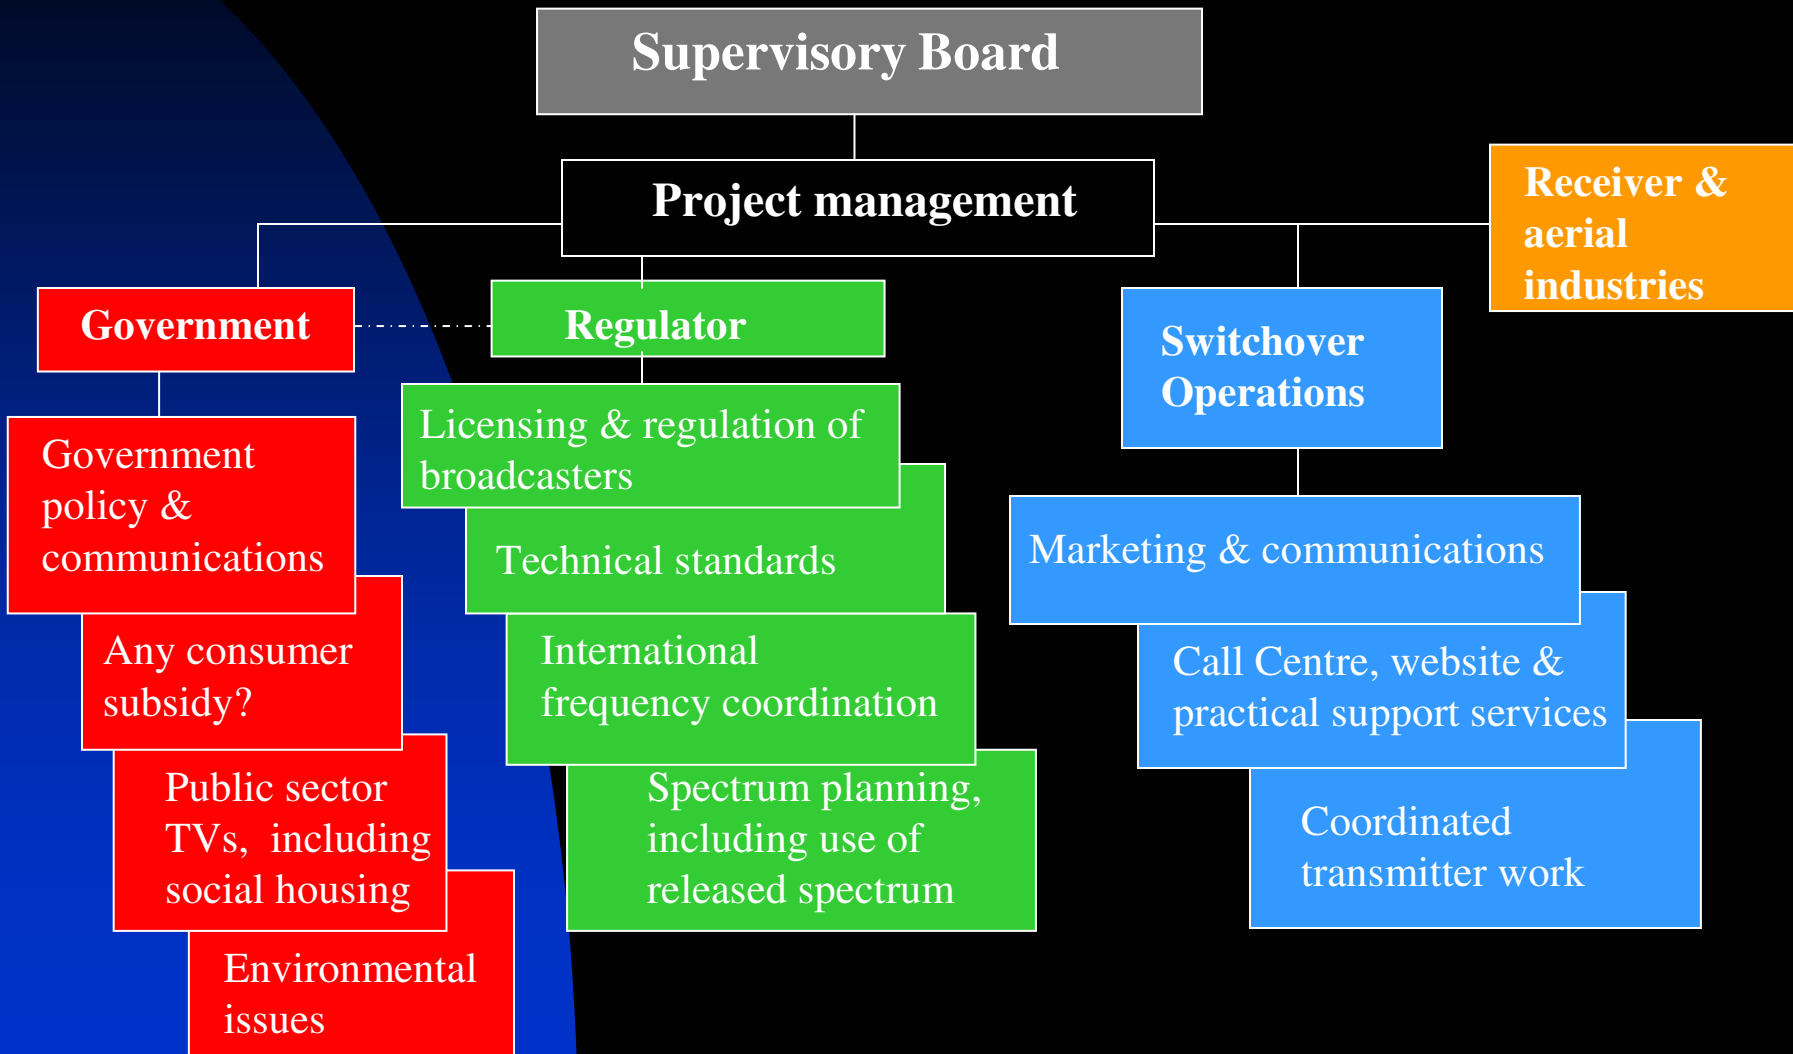 Supervisory Board
Project management
Receiver &
aerial
industries
Government
Regulator
Switchover
Operations
Government
policy &
communications
Any consumer
subsidy?
Public sector
TVs, including
social housing
Environmental
issues
Licensing & regulation of
broadcasters
Technical standards
International
frequency coordination
Spectrum planning,
including use of
released spectrum
Marketing & communications
Call Centre, website &
practical support services
Coordinated
transmitter work